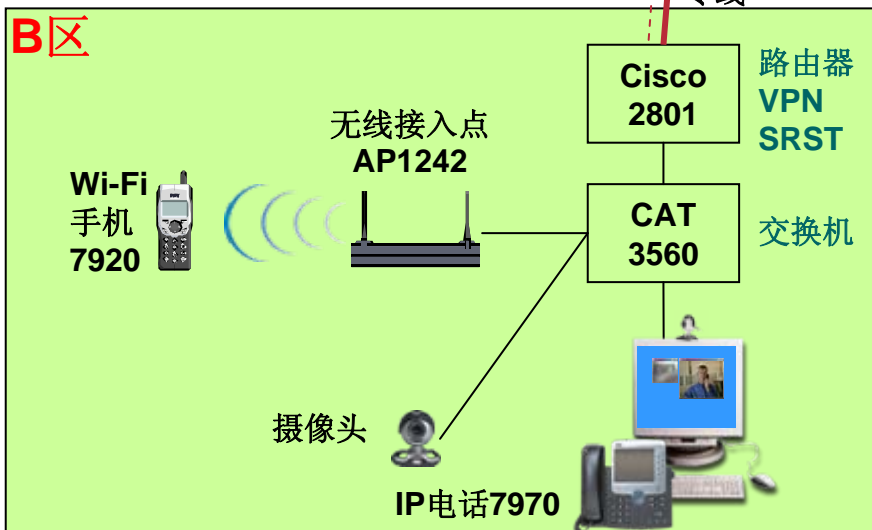 B区
Cisco
2801
路由器
VPN
SRST
无线接入点
AP1242
Wi-Fi
手机
7920
CAT
3560
交换机
摄像头
IP电话7970